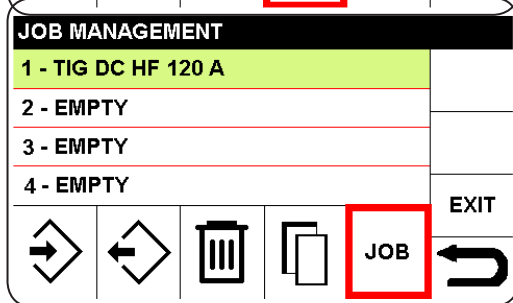 JOB MANAGEMENT
1 - TIG DC HF 120 A
2 - EMPTY
3 - EMPTY
4 - EMPTY
EXIT
JOB